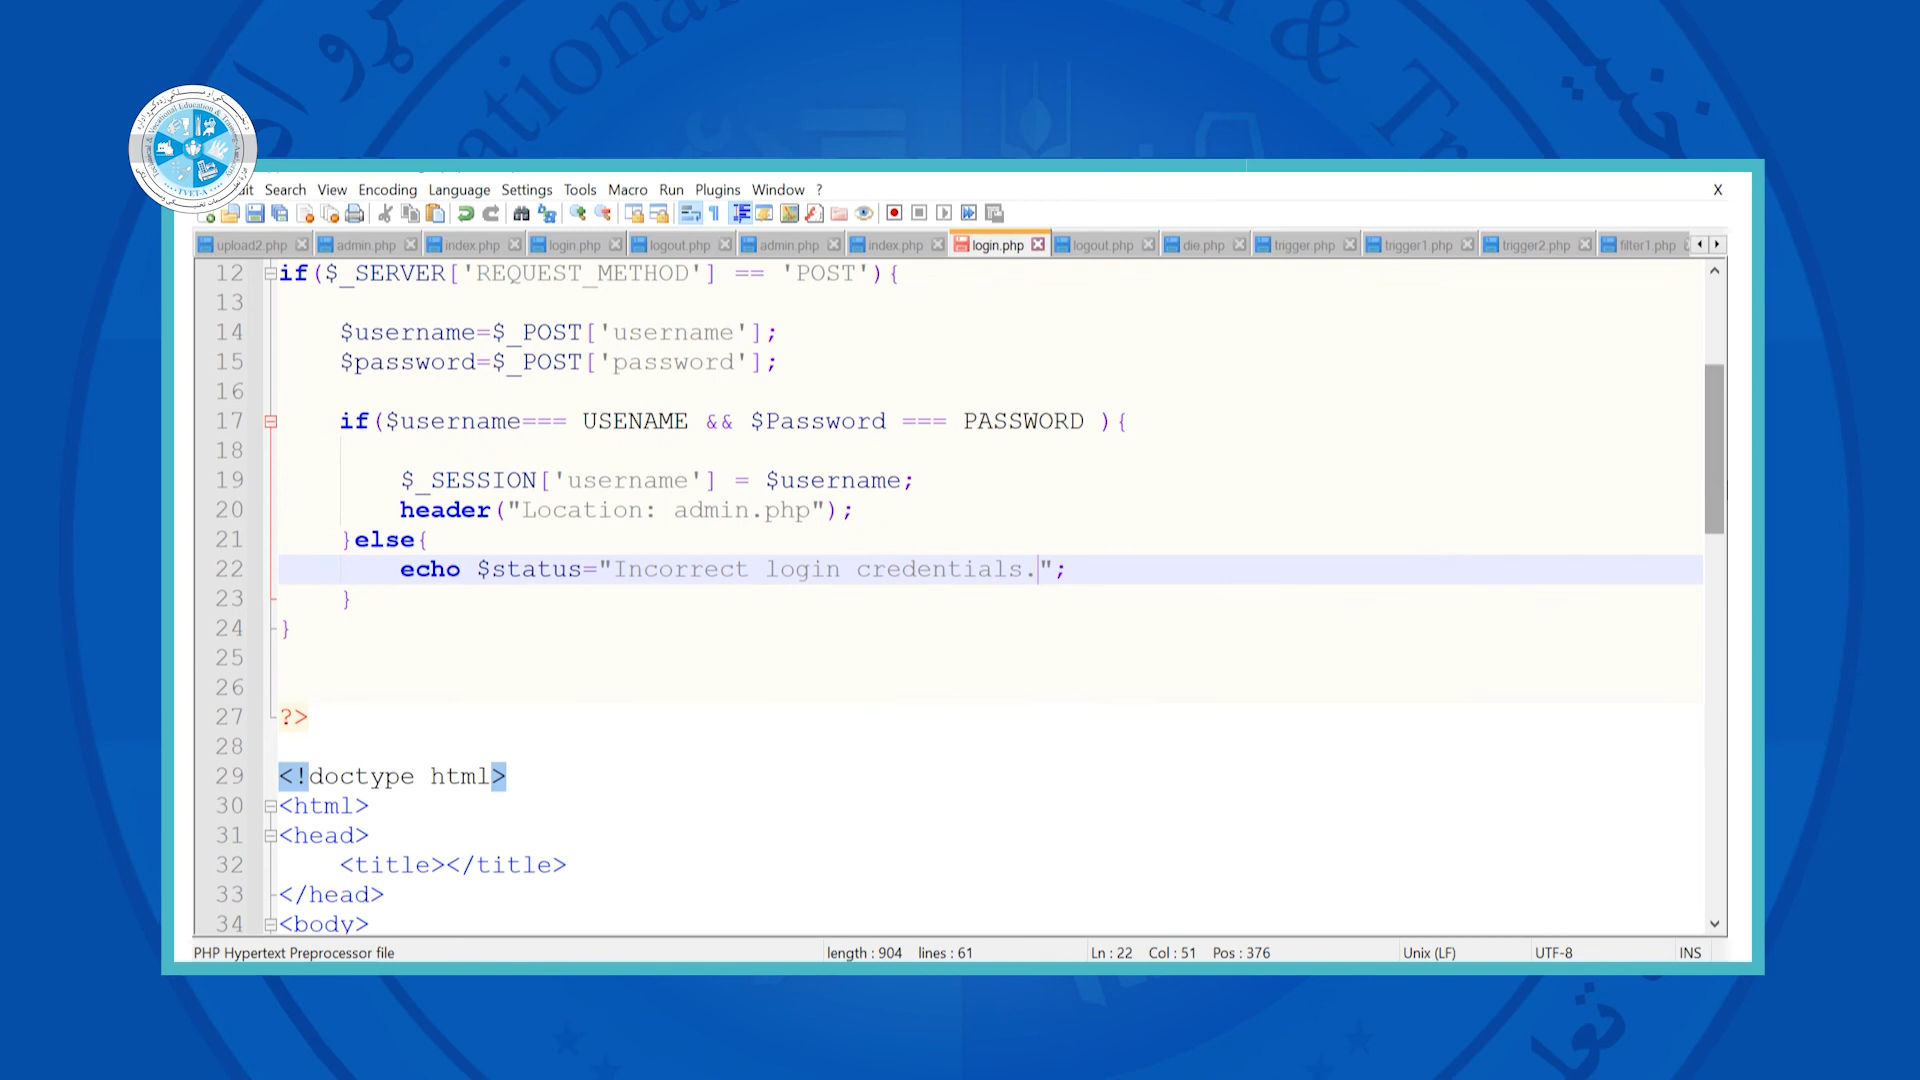 Search View Encoding Language Settings Tools Macro Run Plugins Window ? X
upload2.php admin.php index.php login.php logout.php admin.php index.php login.php logout.php die.php trigger.php trigger1.php trigger2.php filter1.php
12 if($_SERVER['REQUEST_METHOD'] == 'POST'){
13
14 $username=$_POST['username'];
15 $password=$_POST['password'];
16
17 if($username=== USENAME && $Password === PASSWORD ){
18
19 $_SESSION['username'] = $username;
20 header("Location: admin.php");
21 }else{
22 echo $status="Incorrect login credentials.";
23 }
24 }
25
26
27 ?>
28
29 <!doctype html>
30 <html>
31 <head>
32 <title></title>
33 </head>
34 <body>
PHP Hypertext Preprocessor file length : 904 lines : 61 Ln : 22 Col : 51 Pos : 376 Unix (LF) UTF-8 INS